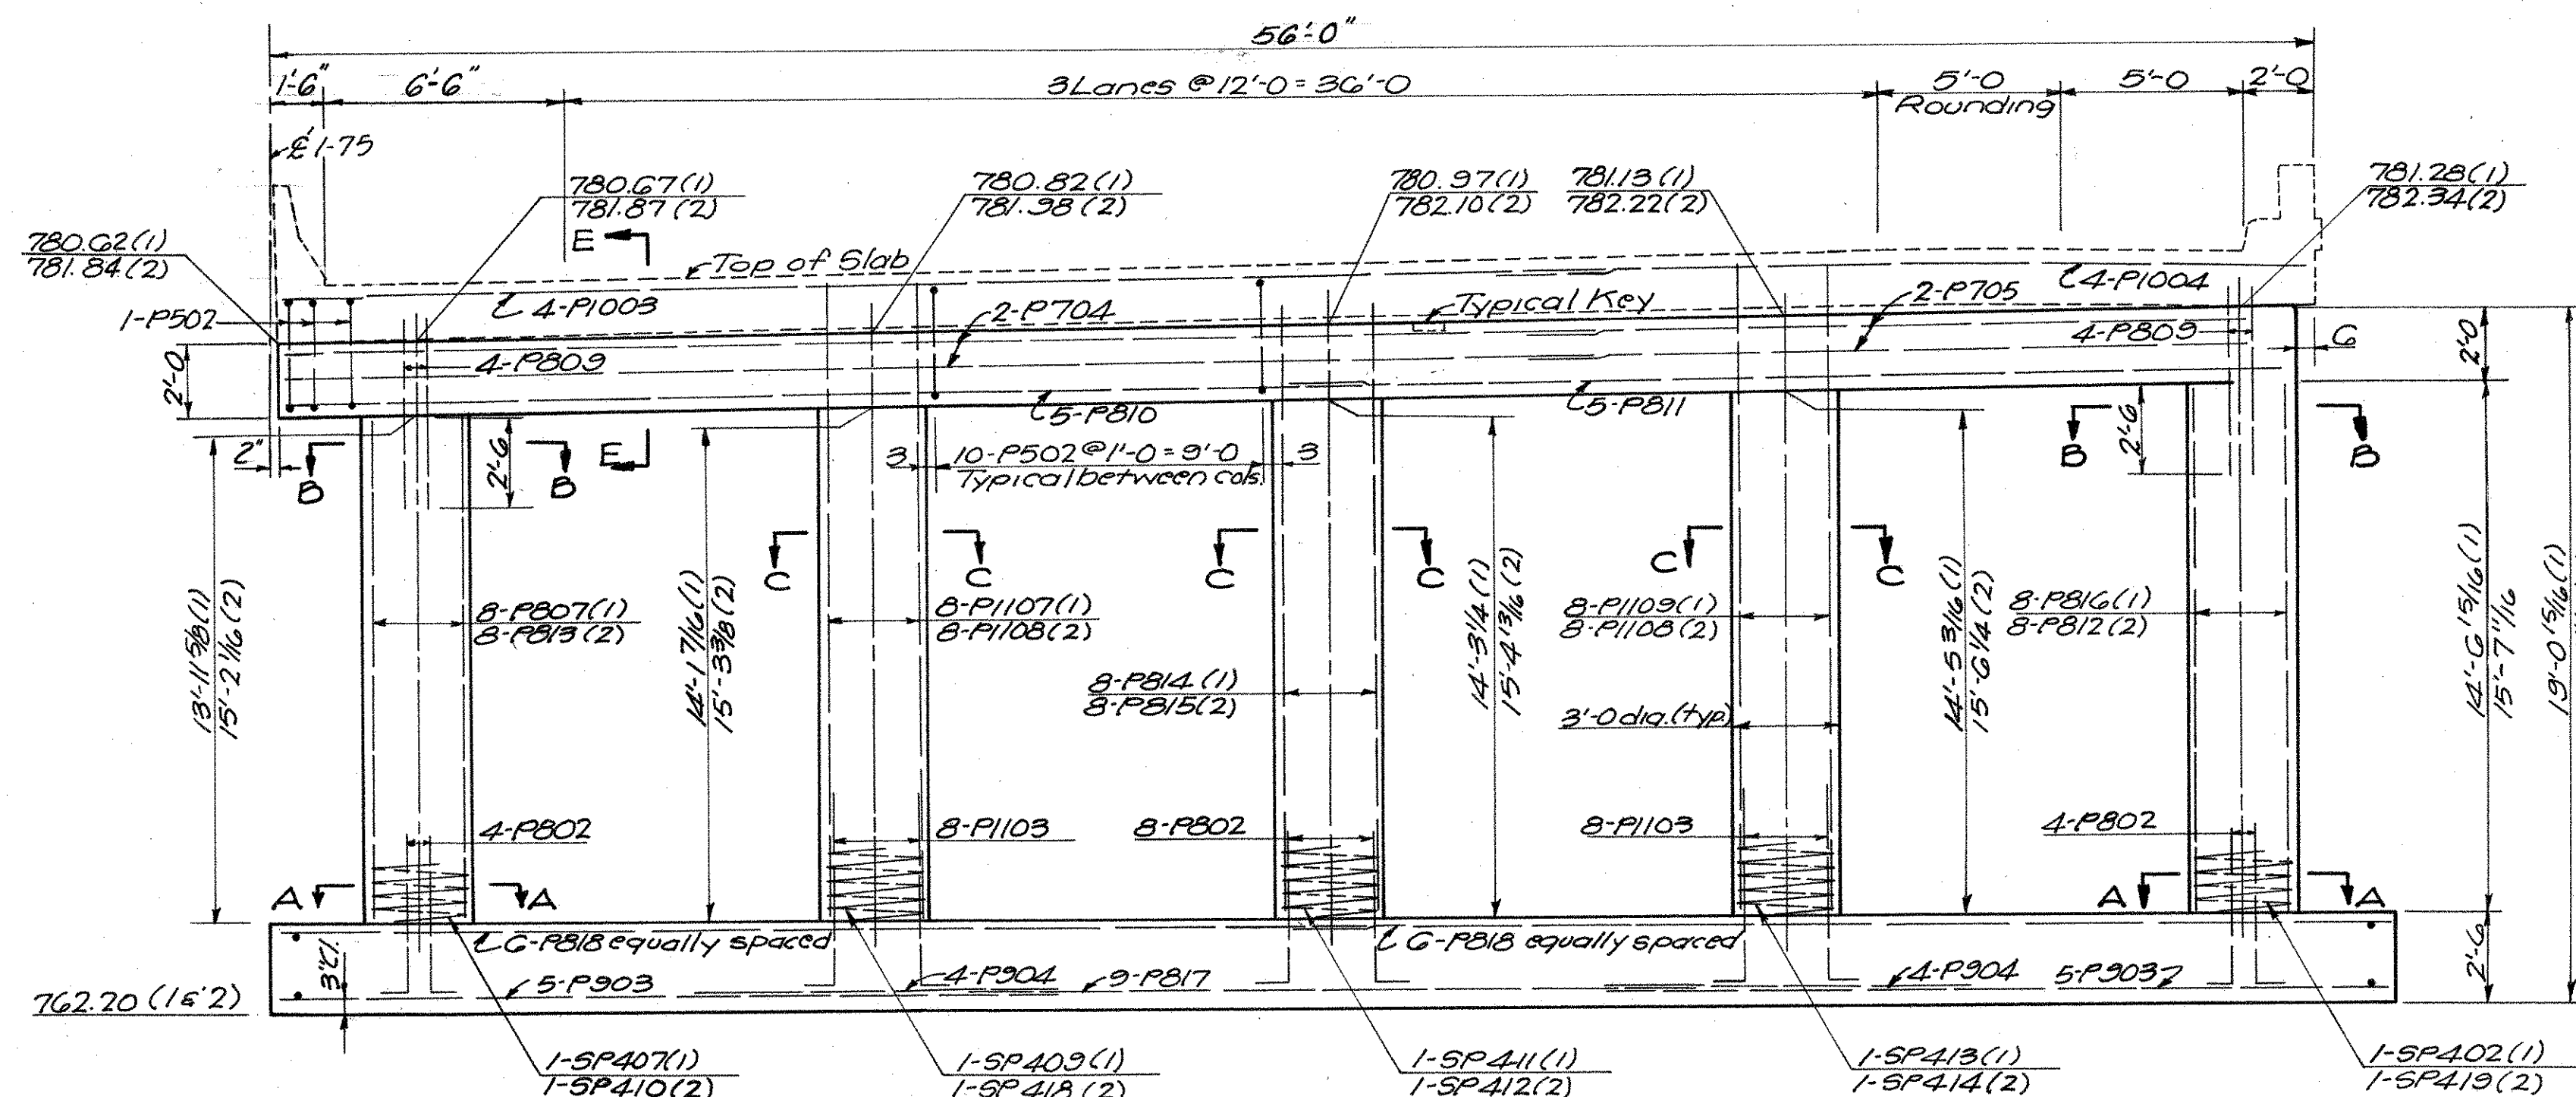 56'-0"
1'-6" 6'-6" 3 Lanes @ 12'-0 = 36'-0 5'-0 5'-0 2'-0
Rounding
℄ I-75
780.67(1)
781.87(2)
780.82(1)
781.98(2)
780.97(1)
782.10(2)
781.13(1)
782.22(2)
781.28(1)
782.34(2)
780.62(1)
781.84(2)
E
Top of Slab
4-P1003
4-P1004
1-P502
2-P704
Typical Key
2-P705
2'-0
4-P809
4-P809
6
2'-0
5-P810
5-P811
2"
B
2'-6
B
E
3 10-P502 @ 1'-0 = 9'-0 3
Typical between cols.
B
2'-6
B
C C C C C C
13'-11 5/8(1)
15'-2 1/16(2)
8-P807(1)
8-P813(2)
14'-1 7/16(1)
15'-3 3/8(2)
8-P1107(1)
8-P1108(2)
8-P814(1)
8-P815(2)
14'-3 1/4(1)
15'-4 13/16(2)
8-P1109(1)
8-P1108(2)
3'-0 dia.(typ.)
14'-5 3/16(1)
15'-6 1/4(2)
8-P816(1)
8-P812(2)
14'-6 15/16(1)
15'-7 11/16
19'-0 15/16(1)
4-P802
8-P1103
8-P802
8-P1103
4-P802
A A A A
6-P818 equally spaced
6-P818 equally spaced
3"Cl.
5-P903
4-P904
9-P817
4-P904
5-P903
2'-6
762.20 (1&2)
1-SP407(1)
1-SP410(2)
1-SP409(1)
1-SP418(2)
1-SP411(1)
1-SP412(2)
1-SP413(1)
1-SP414(2)
1-SP402(1)
1-SP419(2)